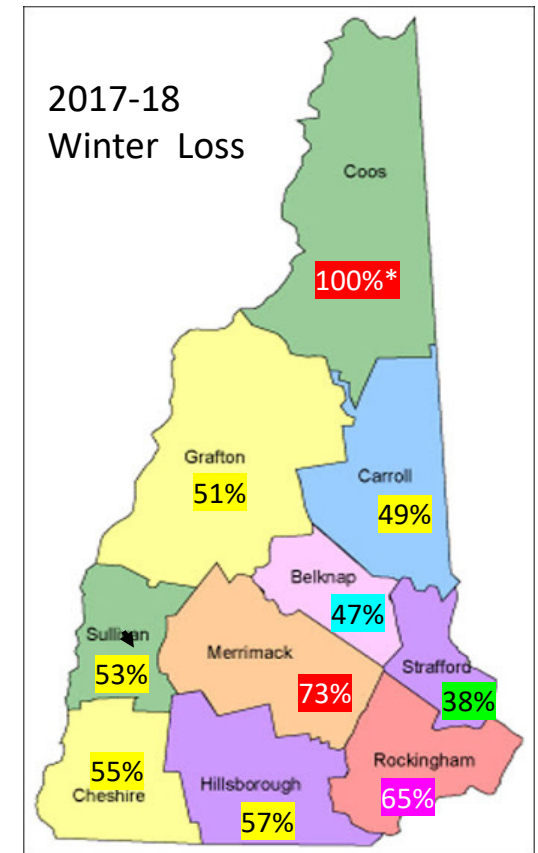 2017-18
Winter Loss
Coos
100%*
Grafton
51%
Carroll
49%
Belknap
47%
Sullivan
53%
Merrimack
73%
Strafford
38%
55%
Cheshire
Hillsborough
57%
Rockingham
65%